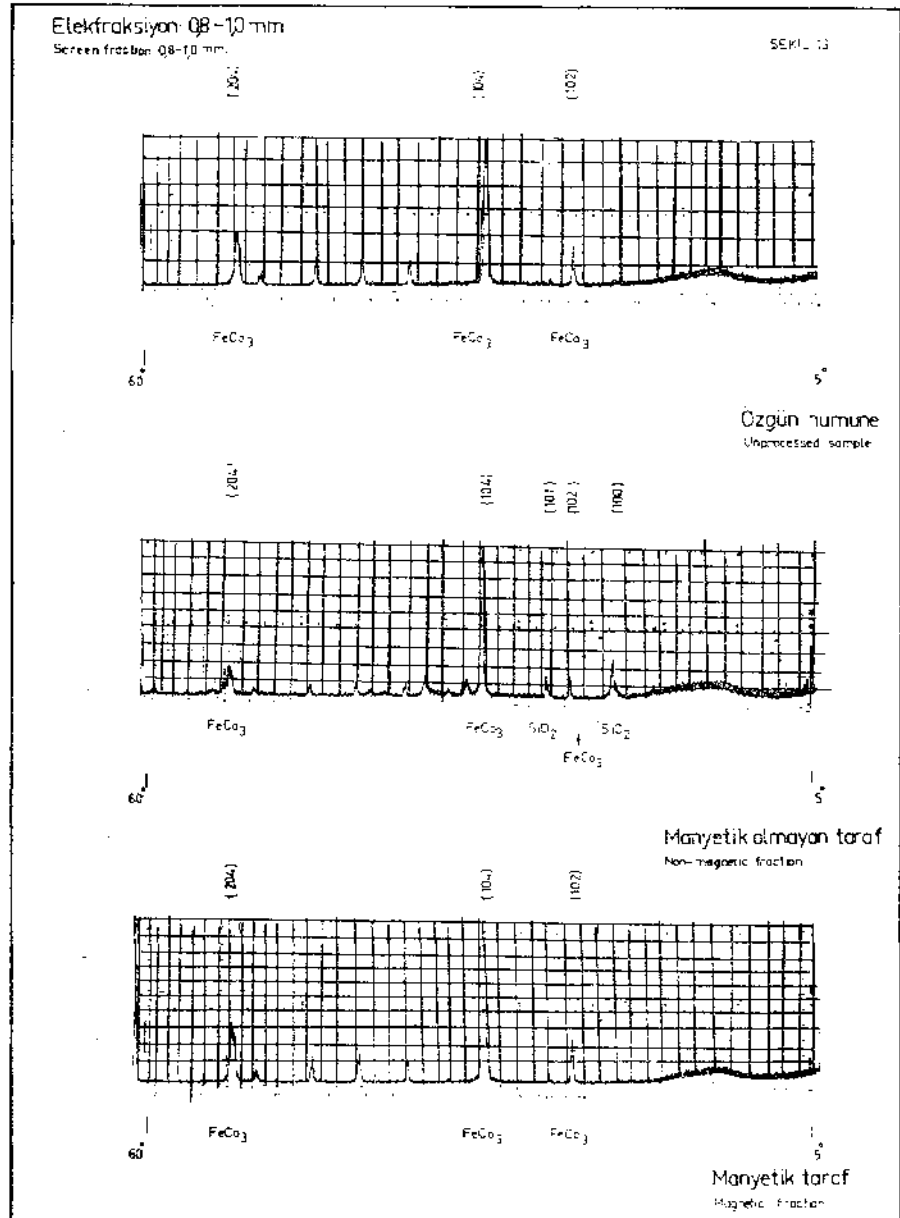 Elekfraksiyon: 0,8-1,0 mm
Screen fraction: 0,8-1,0 mm.
ŞEKİL 13
(204) (104) (102)
FeCo3 FeCo3 FeCo3
60° 5°
Özgün numune
Unprocessed sample
(204) (104) (101) (102) (100)
FeCo3 FeCo3 SiO2 SiO2
FeCo3
60° 5°
Manyetik olmayan taraf
Non-magnetic fraction
(204) (104) (102)
FeCo3 FeCo3 FeCo3
60° 5°
Manyetik taraf
Magnetic fraction